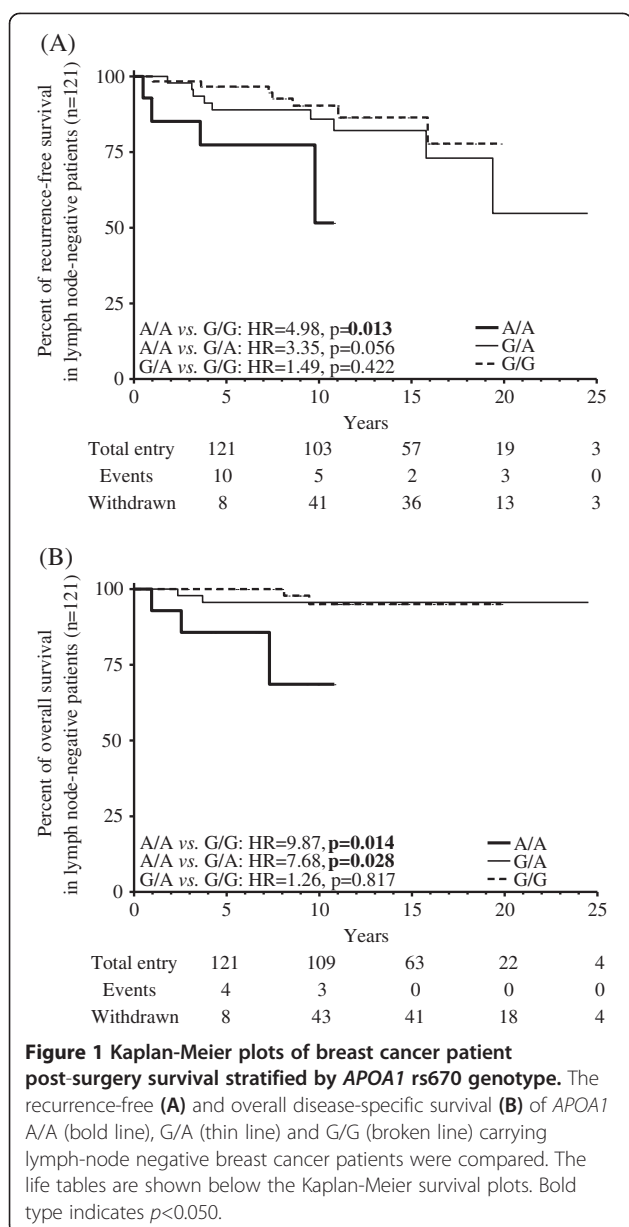 (A)
Percent of recurrence-free survival
in lymph node-negative patients (n=121)
100
75
50
25
0
A/A vs. G/G: HR=4.98, p=0.013
A/A vs. G/A: HR=3.35, p=0.056
G/A vs. G/G: HR=1.49, p=0.422
A/A
G/A
G/G
0 5 10 15 20 25
Years
Total entry 121 103 57 19 3
Events 10 5 2 3 0
Withdrawn 8 41 36 13 3
(B)
Percent of overall survival
in lymph node-negative patients (n=121)
100
75
50
25
0
A/A vs. G/G: HR=9.87, p=0.014
A/A vs. G/A: HR=7.68, p=0.028
G/A vs. G/G: HR=1.26, p=0.817
A/A
G/A
G/G
0 5 10 15 20 25
Years
Total entry 121 109 63 22 4
Events 4 3 0 0 0
Withdrawn 8 43 41 18 4
Figure 1 Kaplan-Meier plots of breast cancer patient
post-surgery survival stratified by APOA1 rs670 genotype. The
recurrence-free (A) and overall disease-specific survival (B) of APOA1
A/A (bold line), G/A (thin line) and G/G (broken line) carrying
lymph-node negative breast cancer patients were compared. The
life tables are shown below the Kaplan-Meier survival plots. Bold
type indicates p<0.050.